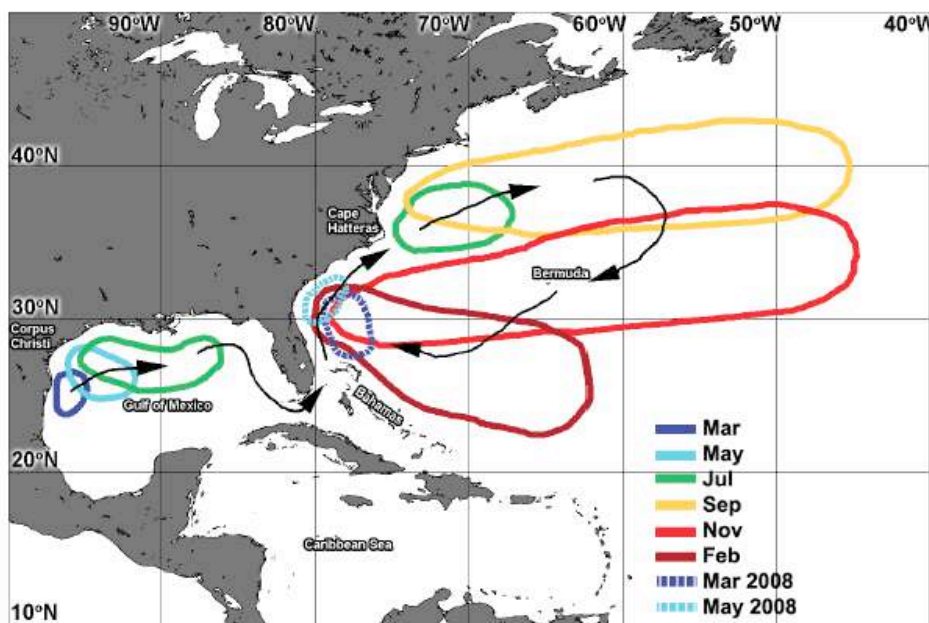 90°W 80°W 70°W 60°W 50°W 40°W
40°N
Cape
Hatteras
Bermuda
30°N
Corpus
Christi
Gulf of Mexico
Bahamas
20°N
Caribbean Sea
10°N
Mar
May
Jul
Sep
Nov
Feb
Mar 2008
May 2008